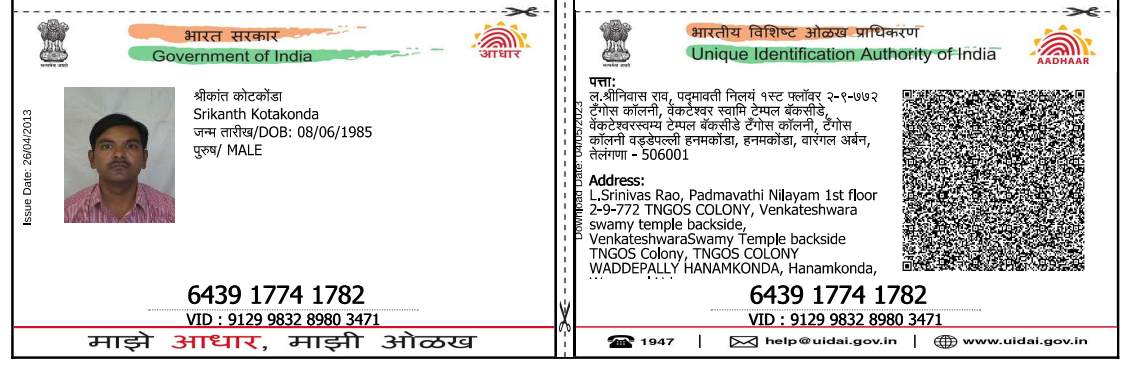 भारत सरकार
Government of India
आधार
Issue Date: 26/04/2013
श्रीकांत कोटकोंडा
Srikanth Kotakonda
जन्म तारीख/DOB: 08/06/1985
पुरुष/ MALE
6439 1774 1782
VID : 9129 9832 8980 3471
माझे आधार, माझी ओळख
भारतीय विशिष्ट ओळख प्राधिकरण
Unique Identification Authority of India
AADHAAR
Download Date: 04/05/2023
पत्ता:
ल.श्रीनिवास राव, पद्मावती निलयं १स्ट फ्लॉवर २-९-७७२
टँगोस कॉलनी, वेंकटेश्वर स्वामि टेम्पल बॅकसीडे,
वेंकटेश्वरस्वम्य टेम्पल बॅकसीडे टँगोस कॉलनी, टँगोस
कॉलनी वड्डेपल्ली हनमकोंडा, हनमकोंडा, वारंगल अर्बन,
तेलंगणा - 506001
Address:
L.Srinivas Rao, Padmavathi Nilayam 1st floor
2-9-772 TNGOS COLONY, Venkateshwara
swamy temple backside,
VenkateshwaraSwamy Temple backside
TNGOS Colony, TNGOS COLONY
WADDEPALLY HANAMKONDA, Hanamkonda,
6439 1774 1782
VID : 9129 9832 8980 3471
1947 | help@uidai.gov.in | www.uidai.gov.in